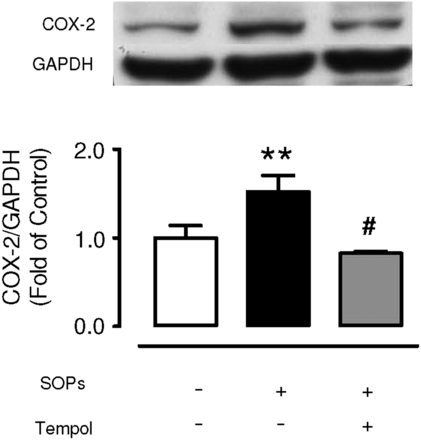 COX-2
GAPDH
COX-2/GAPDH
(Fold of Control)
2.0
1.0
0.0
**
#
SOPs - + +
Tempol - - +